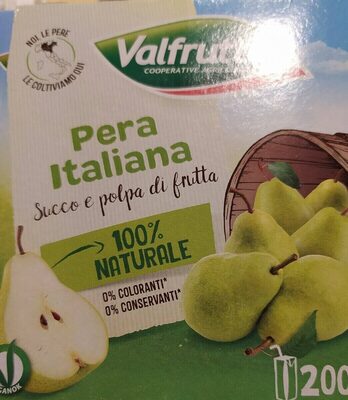 NOI, LE PERE
LE COLTIVIAMO QUI
Valfrutta
COOPERATIVE
Pera
Italiana
Succo e polpa di frutta
100%
NATURALE
0% COLORANTI*
0% CONSERVANTI*
200